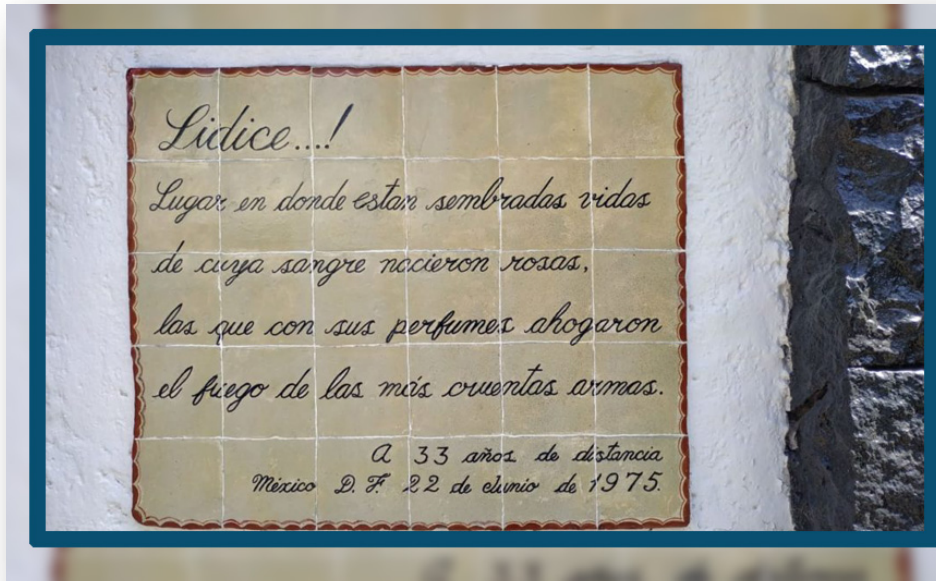 Lidice....!
Lugar en donde estan sembradas vidas
de cuya sangre nacieron rosas,
las que con sus perfumes ahogaron
el fuego de las más cruentas armas.
A 33 años de distancia
México D. F. 22 de Junio de 1975.